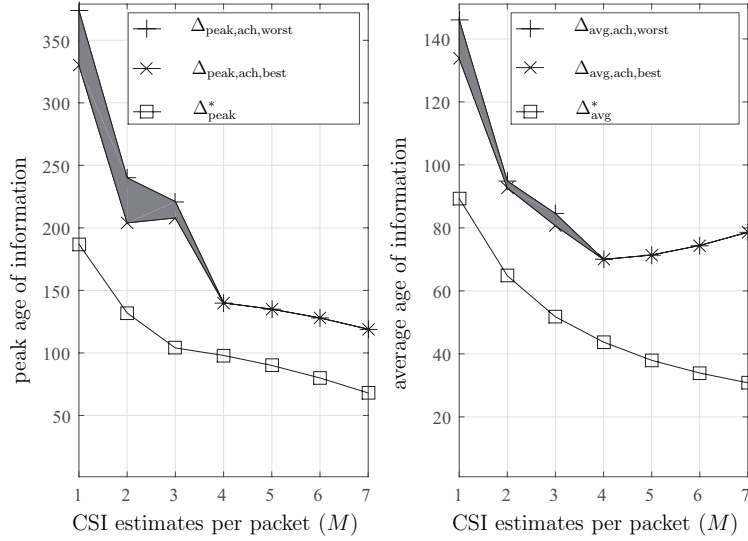 350
300
250
200
150
100
50
1 2 3 4 5 6 7
CSI estimates per packet (M)
peak age of information
Δpeak,ach,worst
Δpeak,ach,best
Δ*peak
140
120
100
80
60
40
20
1 2 3 4 5 6 7
CSI estimates per packet (M)
average age of information
Δavg,ach,worst
Δavg,ach,best
Δ*avg